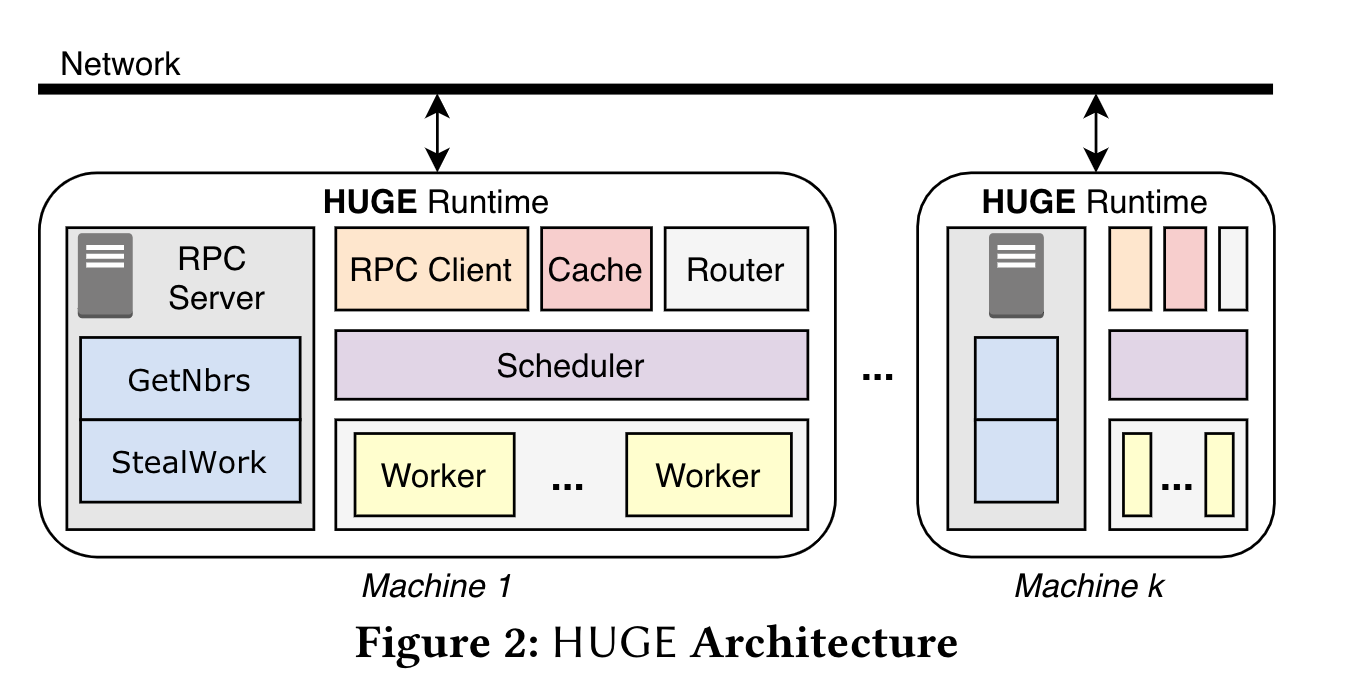 Network
HUGE Runtime
RPC
Server
GetNbrs
StealWork
RPC Client
Cache
Router
Scheduler
Worker
...
Worker
Machine 1
...
HUGE Runtime
...
Machine k
Figure 2: HUGE Architecture